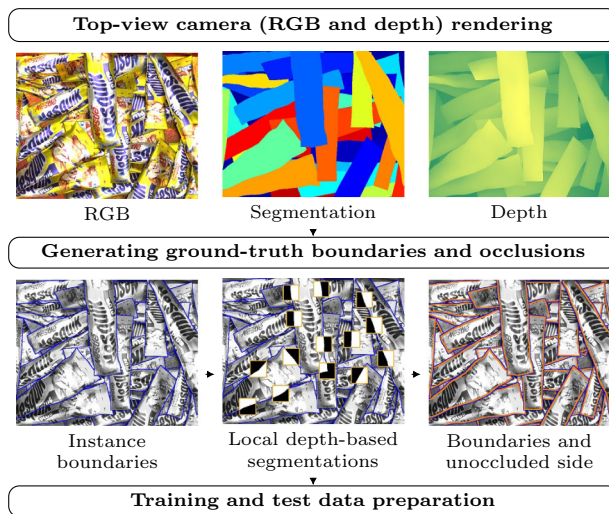 Top-view camera (RGB and depth) rendering
RGB
Segmentation
Depth
Generating ground-truth boundaries and occlusions
Instance
boundaries
Local depth-based
segmentations
Boundaries and
unoccluded side
Training and test data preparation